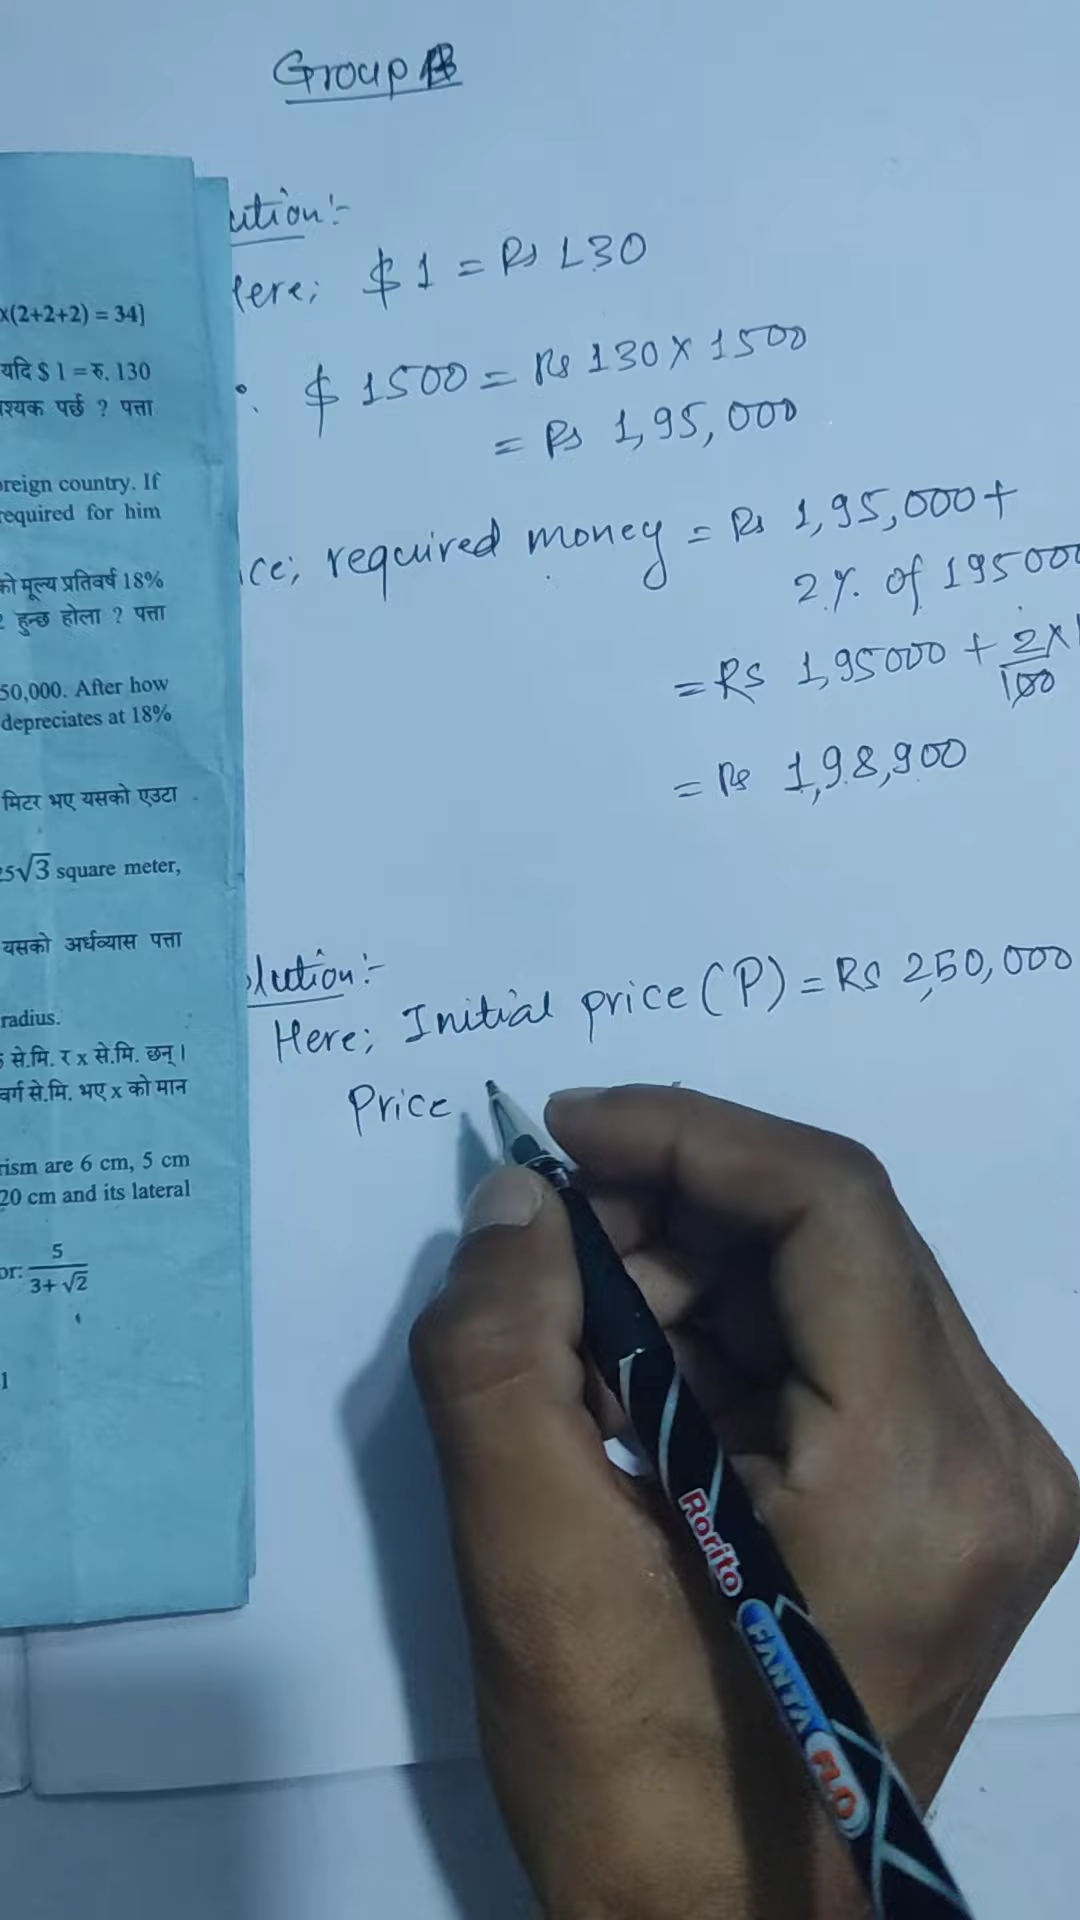 Group B
ution:-
Here; $ 1 = Rs 130
∴ $ 1500 = Rs 130 × 1500
= Rs 1,95,000
ce; required money = Rs 1,95,000 +
2% of 195000
= Rs 1,95000 + 2×1/100
= Rs 1,98,900
olution:-
Here; Initial price (P) = Rs 2,50,000
Price
x(2+2+2) = 34]
यदि $ 1 = रु. 130
श्यक पर्छ ? पत्ता
oreign country. If
required for him
को मूल्य प्रतिवर्ष 18%
हुन्छ होला ? पत्ता
50,000. After how
depreciates at 18%
मिटर भए यसको एउटा
25√3 square meter,
यसको अर्धव्यास पत्ता
radius.
से.मि. र x से.मि. छन्।
वर्ग से.मि. भए x को मान
rism are 6 cm, 5 cm
20 cm and its lateral
or: 5/(3+√2)
1
Rorito
FANTA
FLO